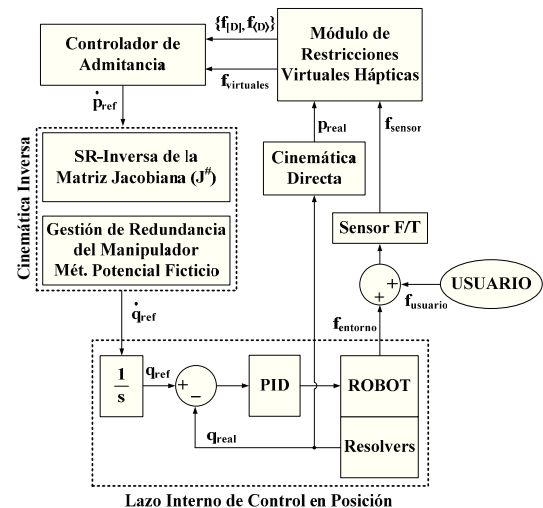 Controlador de
Admitancia
{f[D], f⟨D⟩}
fvirtuales
Módulo de
Restricciones
Virtuales Hápticas
ṗref
preal
fsensor
Cinemática Inversa
SR-Inversa de la
Matriz Jacobiana (J#)
Gestión de Redundancia
del Manipulador
Mét. Potencial Ficticio
Cinemática
Directa
Sensor F/T
+
+
USUARIO
fusuario
fentorno
q̇ref
1
s
qref
+
−
PID
ROBOT
qreal
Resolvers
Lazo Interno de Control en Posición